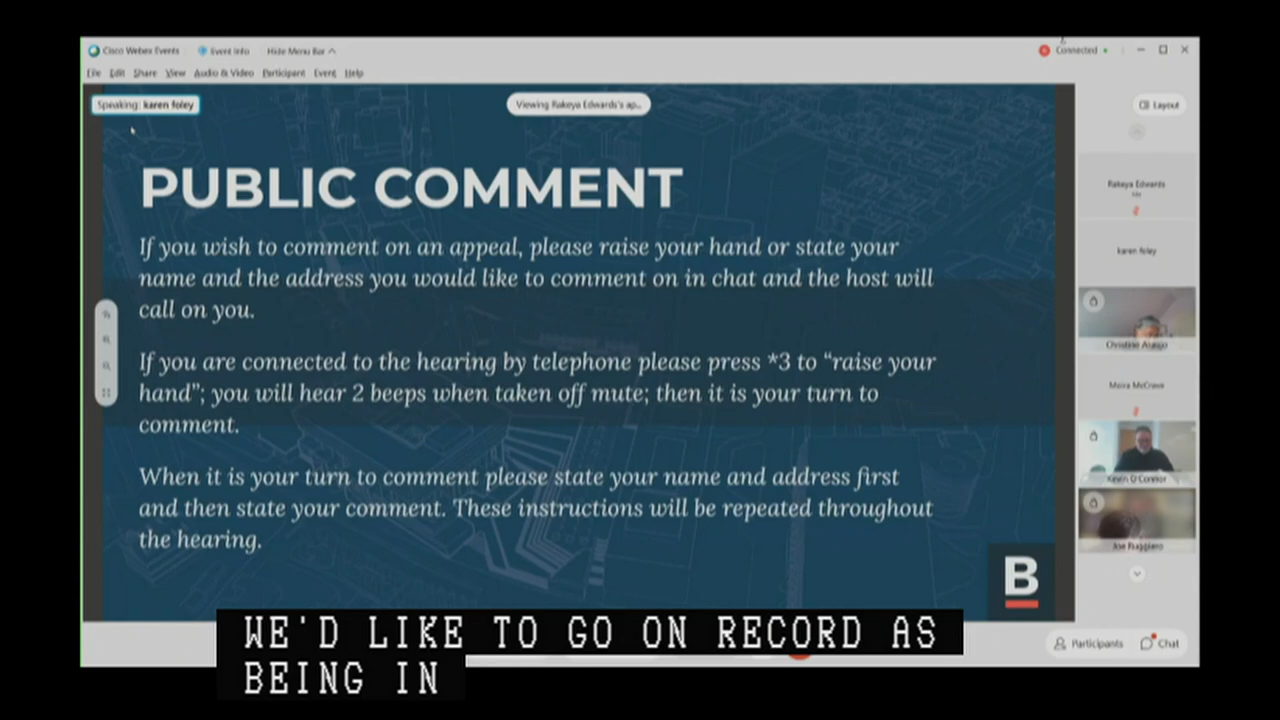 Cisco Webex Events
Event Info
Hide Menu Bar
Connected
File Edit Share View Audio & Video Participant Event Help
Speaking: karen foley
Viewing Rakeya Edwards's ap...
Layout
PUBLIC COMMENT
If you wish to comment on an appeal, please raise your hand or state your
name and the address you would like to comment on in chat and the host will
call on you.
If you are connected to the hearing by telephone please press *3 to “raise your
hand”; you will hear 2 beeps when taken off mute; then it is your turn to
comment.
When it is your turn to comment please state your name and address first
and then state your comment. These instructions will be repeated throughout
the hearing.
B
Rakeya Edwards
Me
karen foley
Christine Araujo
Moira McCrave
Kevin O'Connor
Joe Ruggiero
Participants
Chat
WE'D LIKE TO GO ON RECORD AS
BEING IN